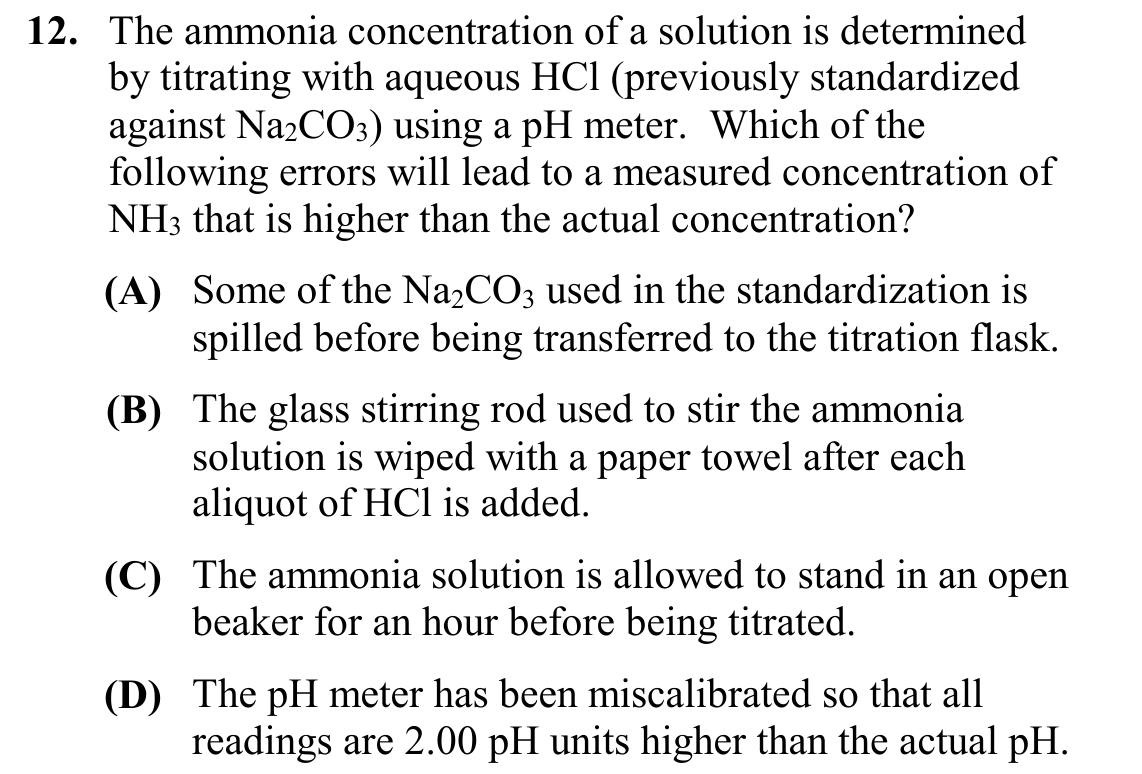 12. The ammonia concentration of a solution is determined
by titrating with aqueous HCl (previously standardized
against Na₂CO₃) using a pH meter. Which of the
following errors will lead to a measured concentration of
NH₃ that is higher than the actual concentration?
(A) Some of the Na₂CO₃ used in the standardization is
spilled before being transferred to the titration flask.
(B) The glass stirring rod used to stir the ammonia
solution is wiped with a paper towel after each
aliquot of HCl is added.
(C) The ammonia solution is allowed to stand in an open
beaker for an hour before being titrated.
(D) The pH meter has been miscalibrated so that all
readings are 2.00 pH units higher than the actual pH.